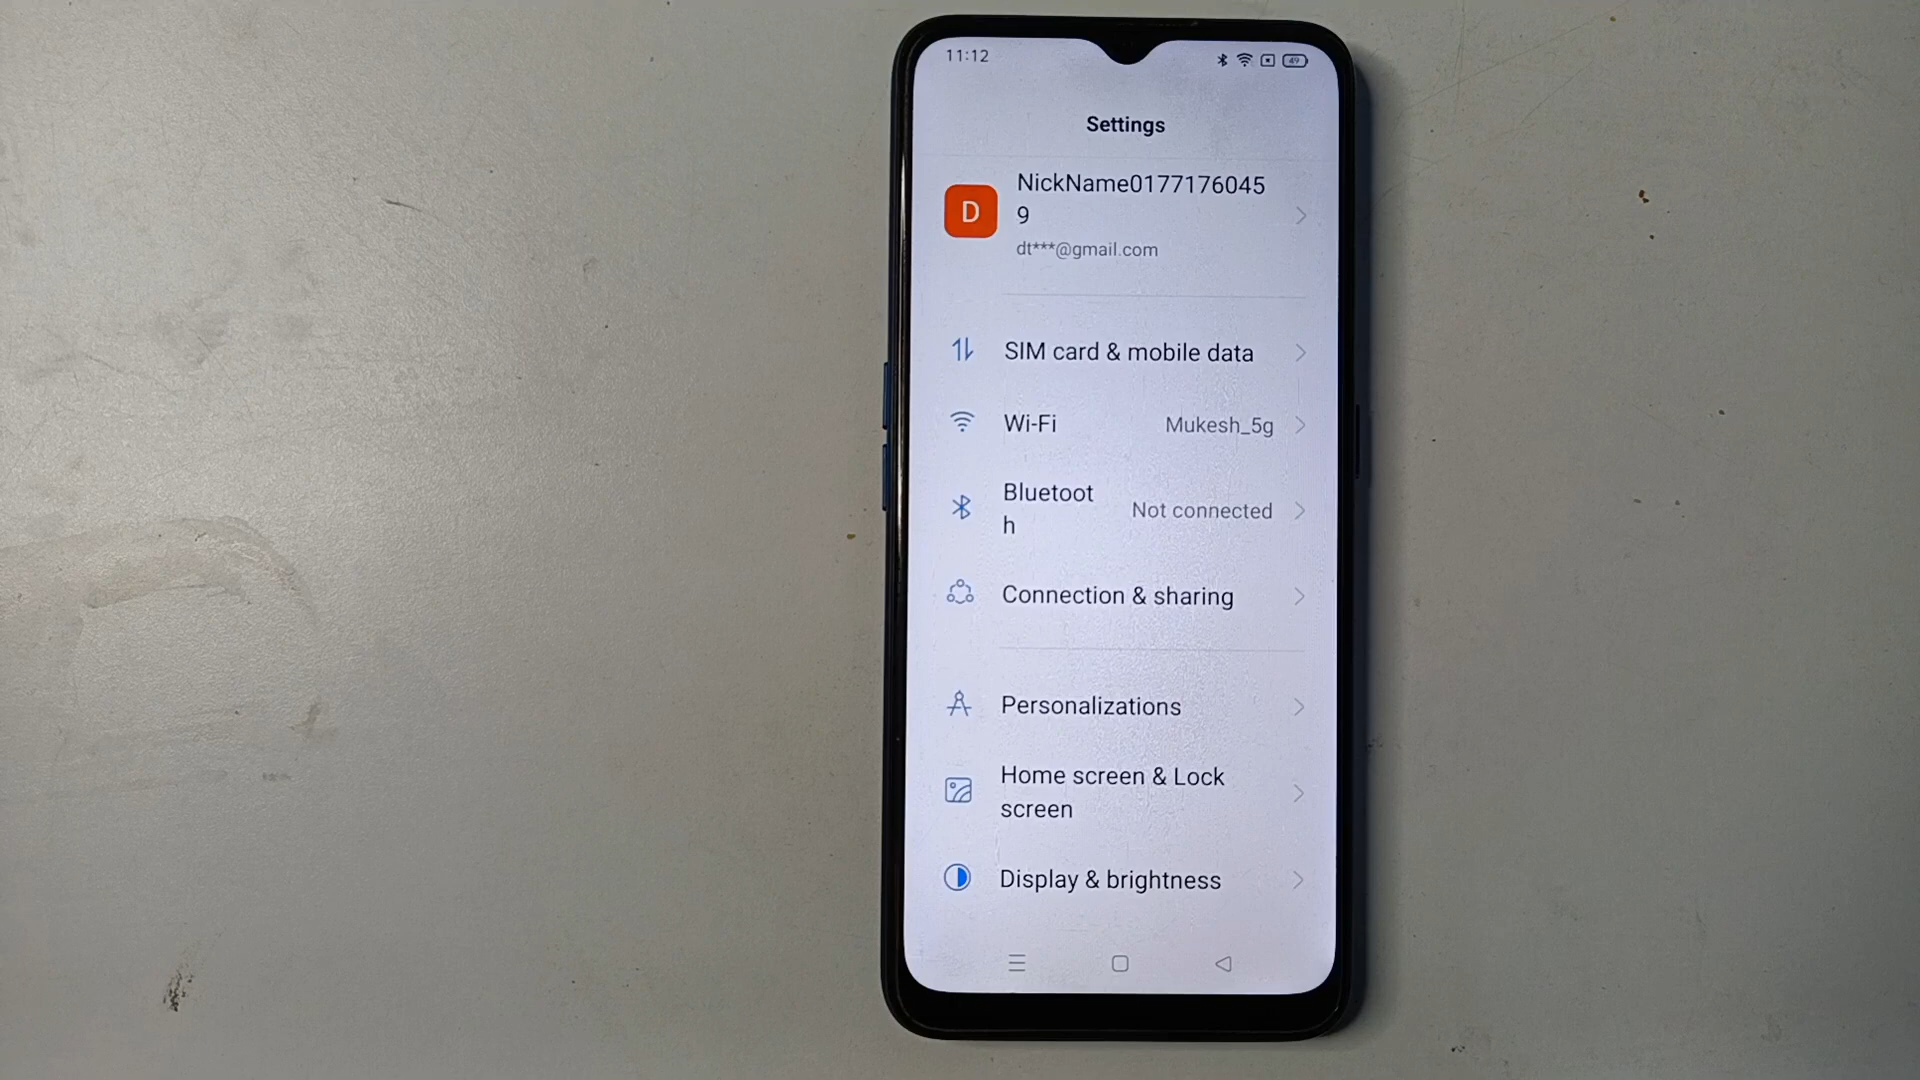 11:12
49
Settings
D
NickName0177176045
9
dt***@gmail.com
SIM card & mobile data
Wi-Fi Mukesh_5g
Bluetoot
h
Not connected
Connection & sharing
Personalizations
Home screen & Lock
screen
Display & brightness